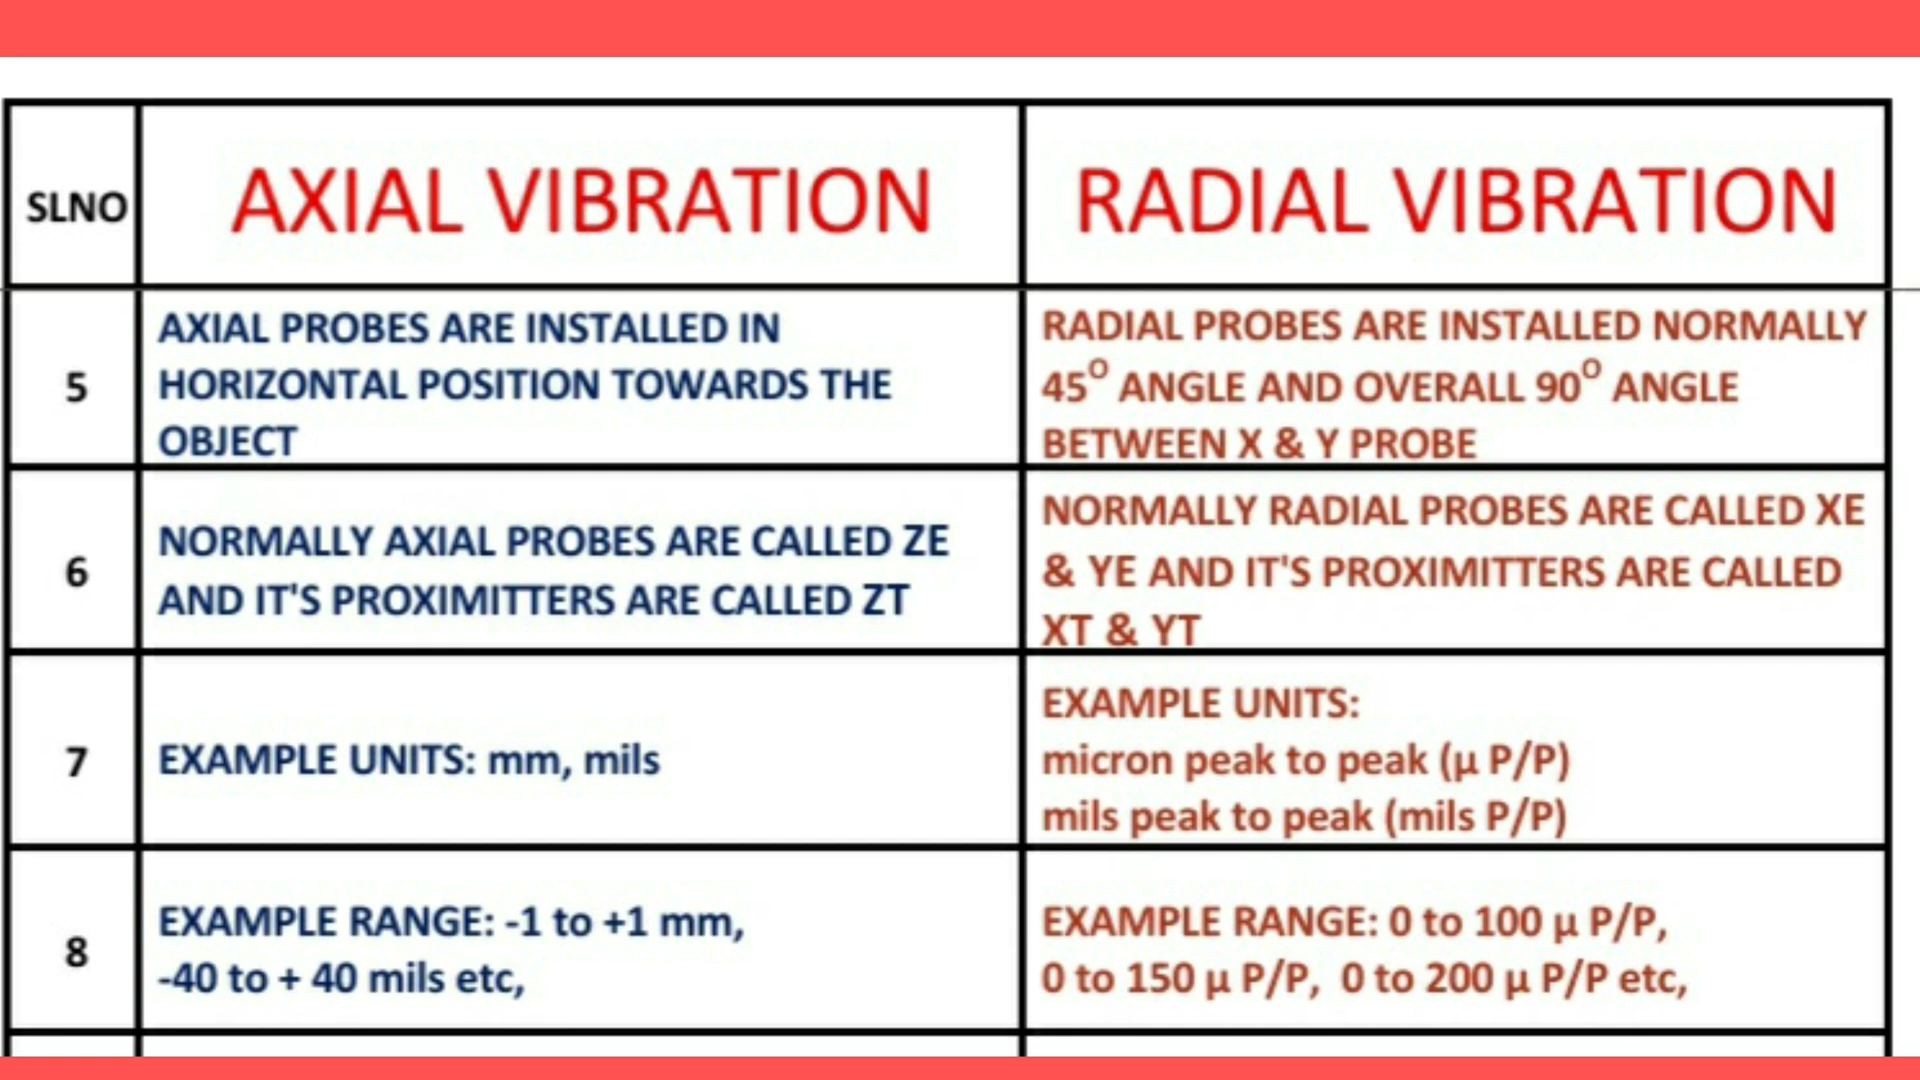 SLNO
AXIAL VIBRATION
RADIAL VIBRATION
5
AXIAL PROBES ARE INSTALLED IN
HORIZONTAL POSITION TOWARDS THE
OBJECT
RADIAL PROBES ARE INSTALLED NORMALLY
45° ANGLE AND OVERALL 90° ANGLE
BETWEEN X & Y PROBE
6
NORMALLY AXIAL PROBES ARE CALLED ZE
AND IT'S PROXIMITTERS ARE CALLED ZT
NORMALLY RADIAL PROBES ARE CALLED XE
& YE AND IT'S PROXIMITTERS ARE CALLED
XT & YT
7
EXAMPLE UNITS: mm, mils
EXAMPLE UNITS:
micron peak to peak (µ P/P)
mils peak to peak (mils P/P)
8
EXAMPLE RANGE: -1 to +1 mm,
-40 to + 40 mils etc,
EXAMPLE RANGE: 0 to 100 µ P/P,
0 to 150 µ P/P, 0 to 200 µ P/P etc,